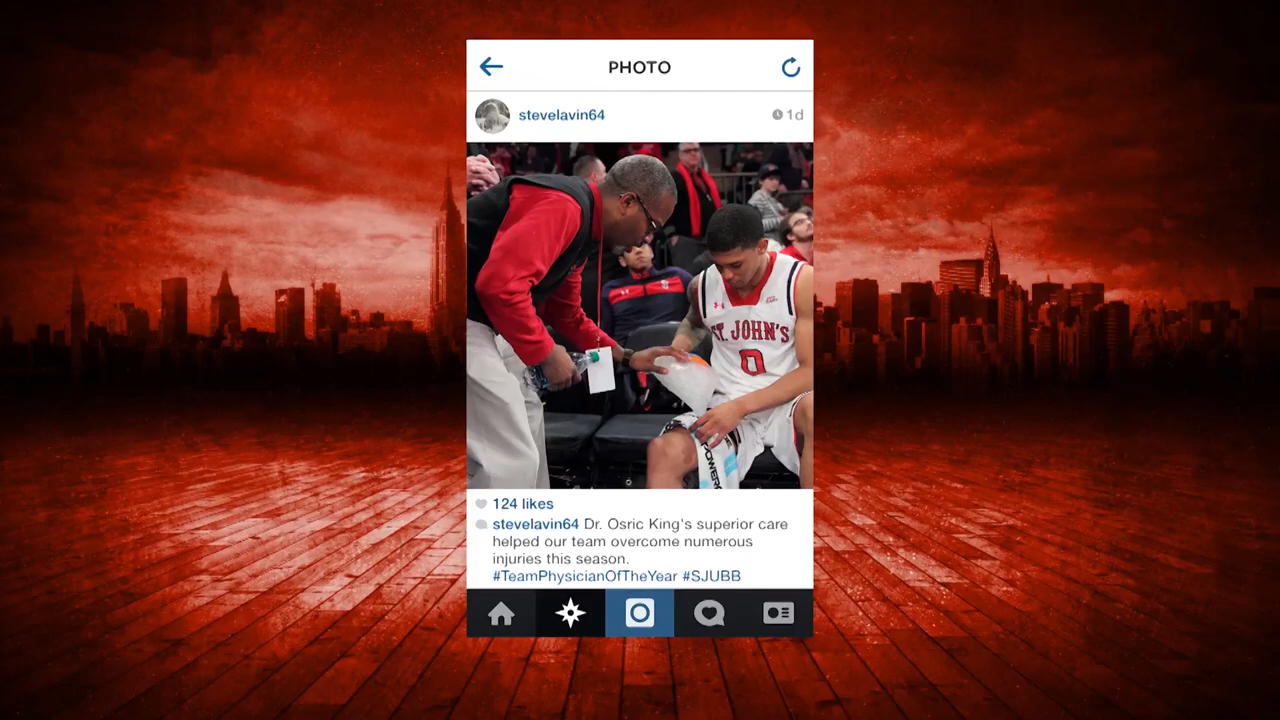 PHOTO
stevelavin64
1d
ST. JOHN'S
0
POWER
124 likes
stevelavin64 Dr. Osric King's superior care
helped our team overcome numerous
injuries this season.
#TeamPhysicianOfTheYear #SJUBB